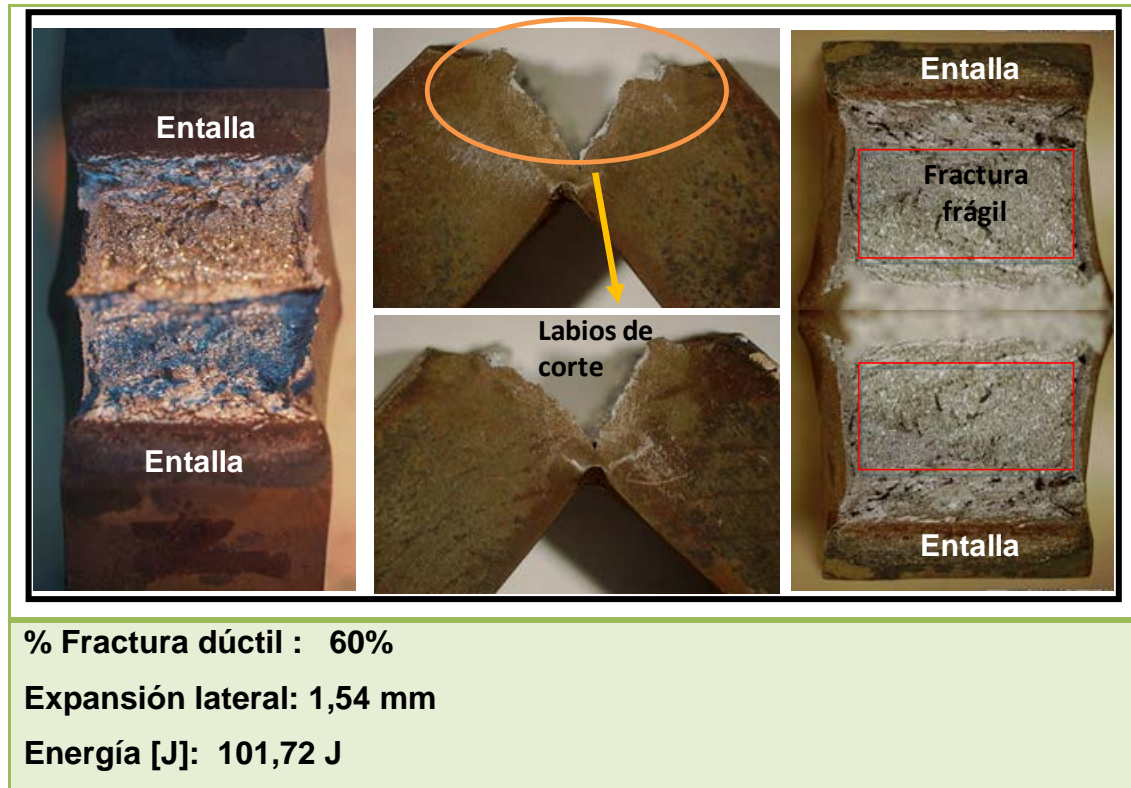 Entalla
Entalla
Labios de
corte
Entalla
Fractura
frágil
Entalla
% Fractura dúctil : 60%
Expansión lateral: 1,54 mm
Energía [J]: 101,72 J